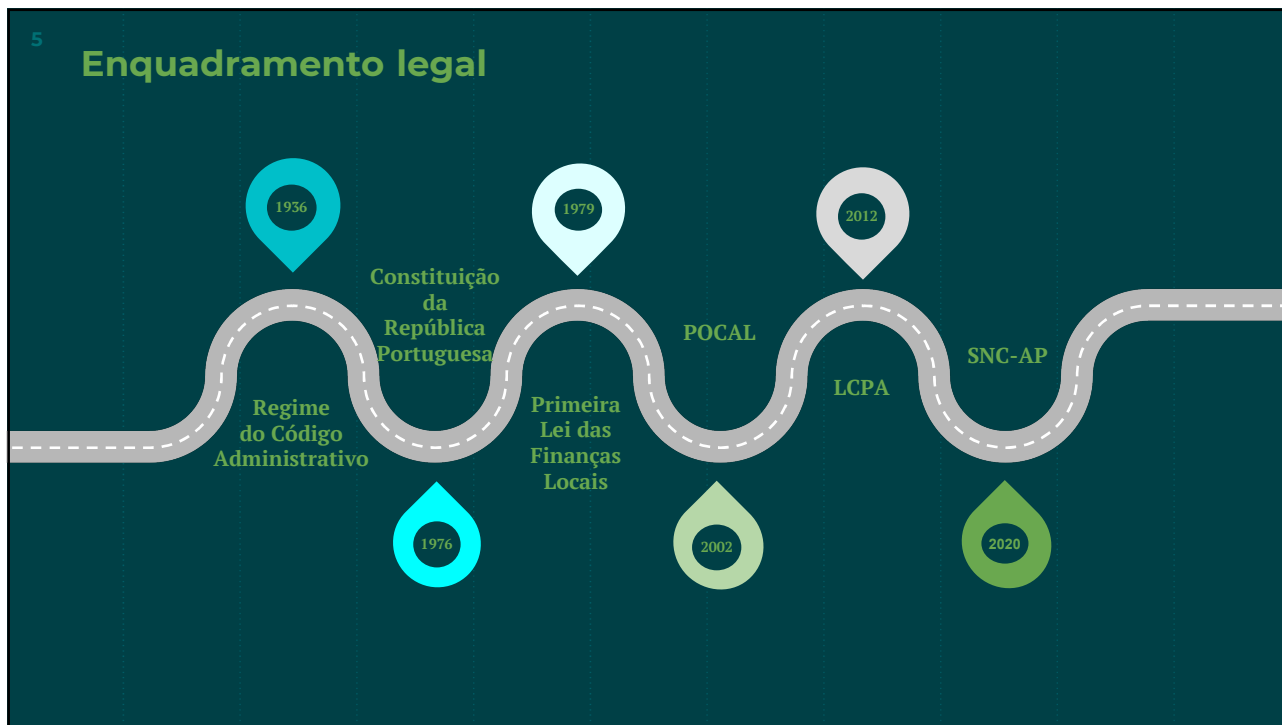 5
Enquadramento legal
1936
Regime
do Código
Administrativo
Constituição
da
República
Portuguesa
1976
1979
Primeira
Lei das
Finanças
Locais
POCAL
2002
2012
LCPA
SNC-AP
2020